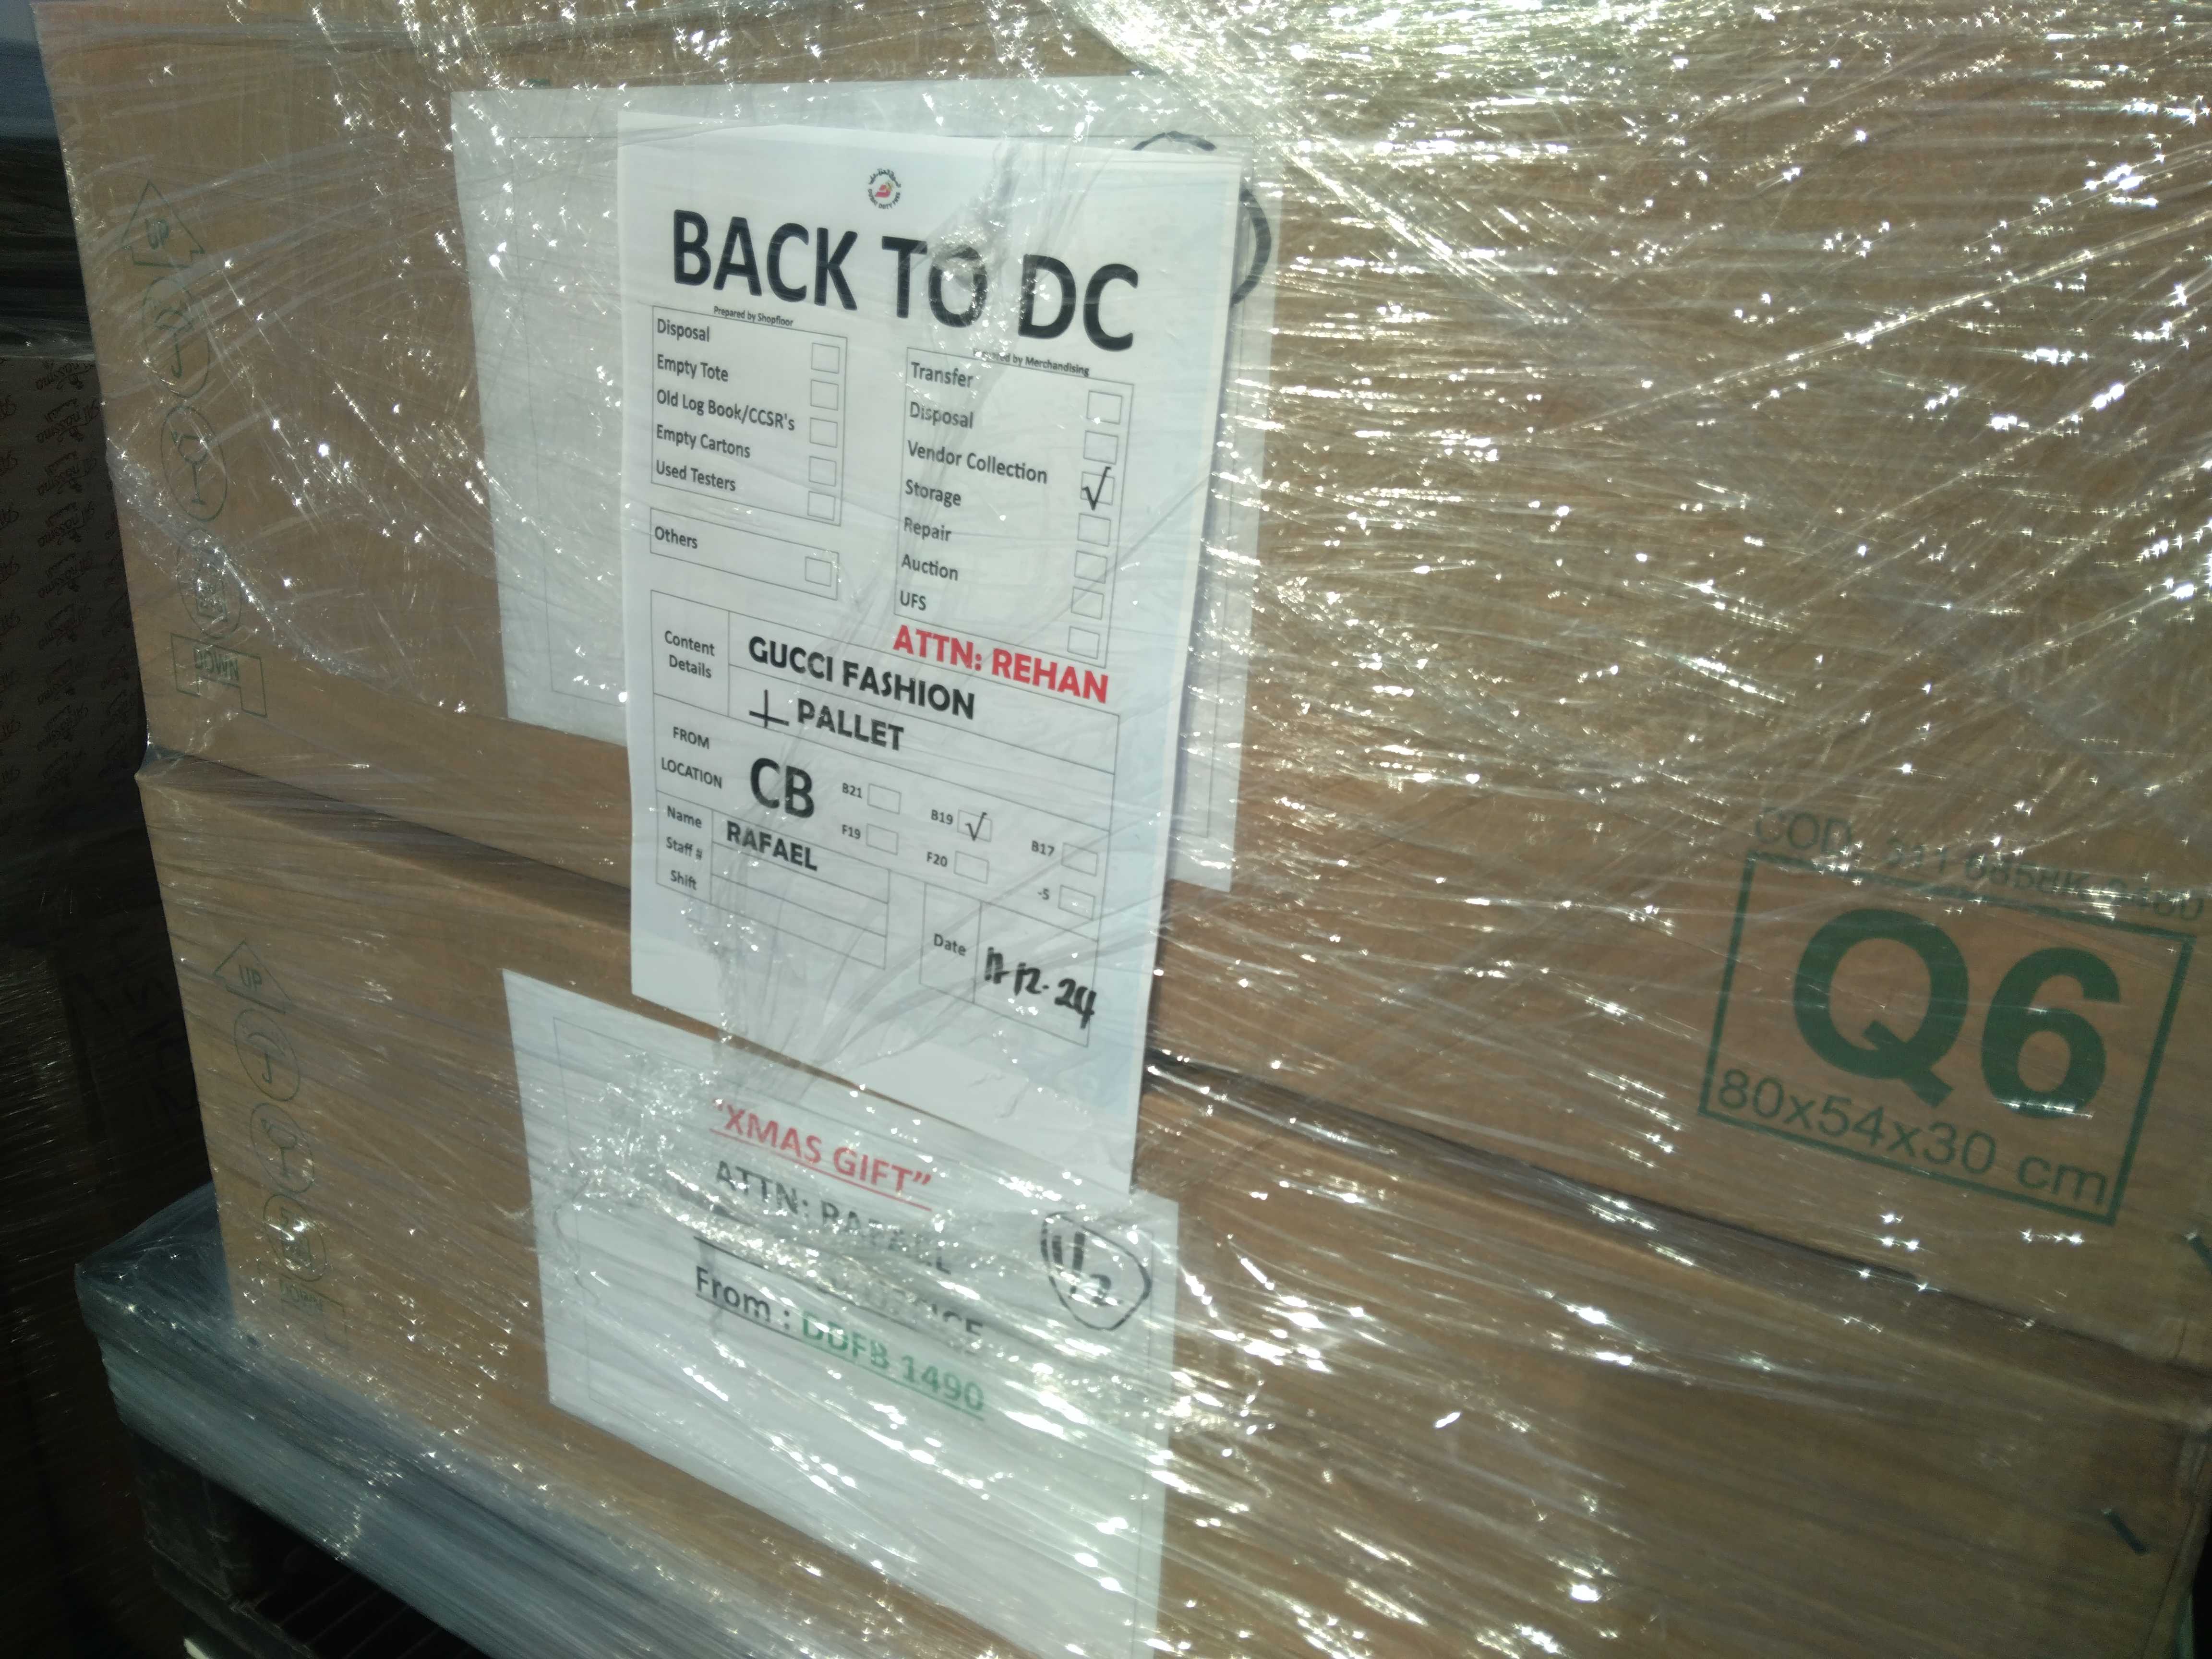 UP
DOWN
BACK TO DC
Prepared by Shopfloor
Disposal
Empty Tote
Old Log Book/CCSR's
Empty Cartons
Used Testers
Others
Prepared by Merchandising
Transfer
Disposal
Vendor Collection
Storage
Repair
Auction
UFS
ATTN: REHAN
Content Details
GUCCI FASHION
PALLET
FROM LOCATION
CB
B21
B19 √
B17
F19
F20
-5
Name
RAFAEL
Staff #
Shift
Date
11-12-24
UP
DOWN
"XMAS GIFT"
ATTN: RAFAEL
From : DDFB 1490
1/2
COD.
Q6
80x54x30 cm